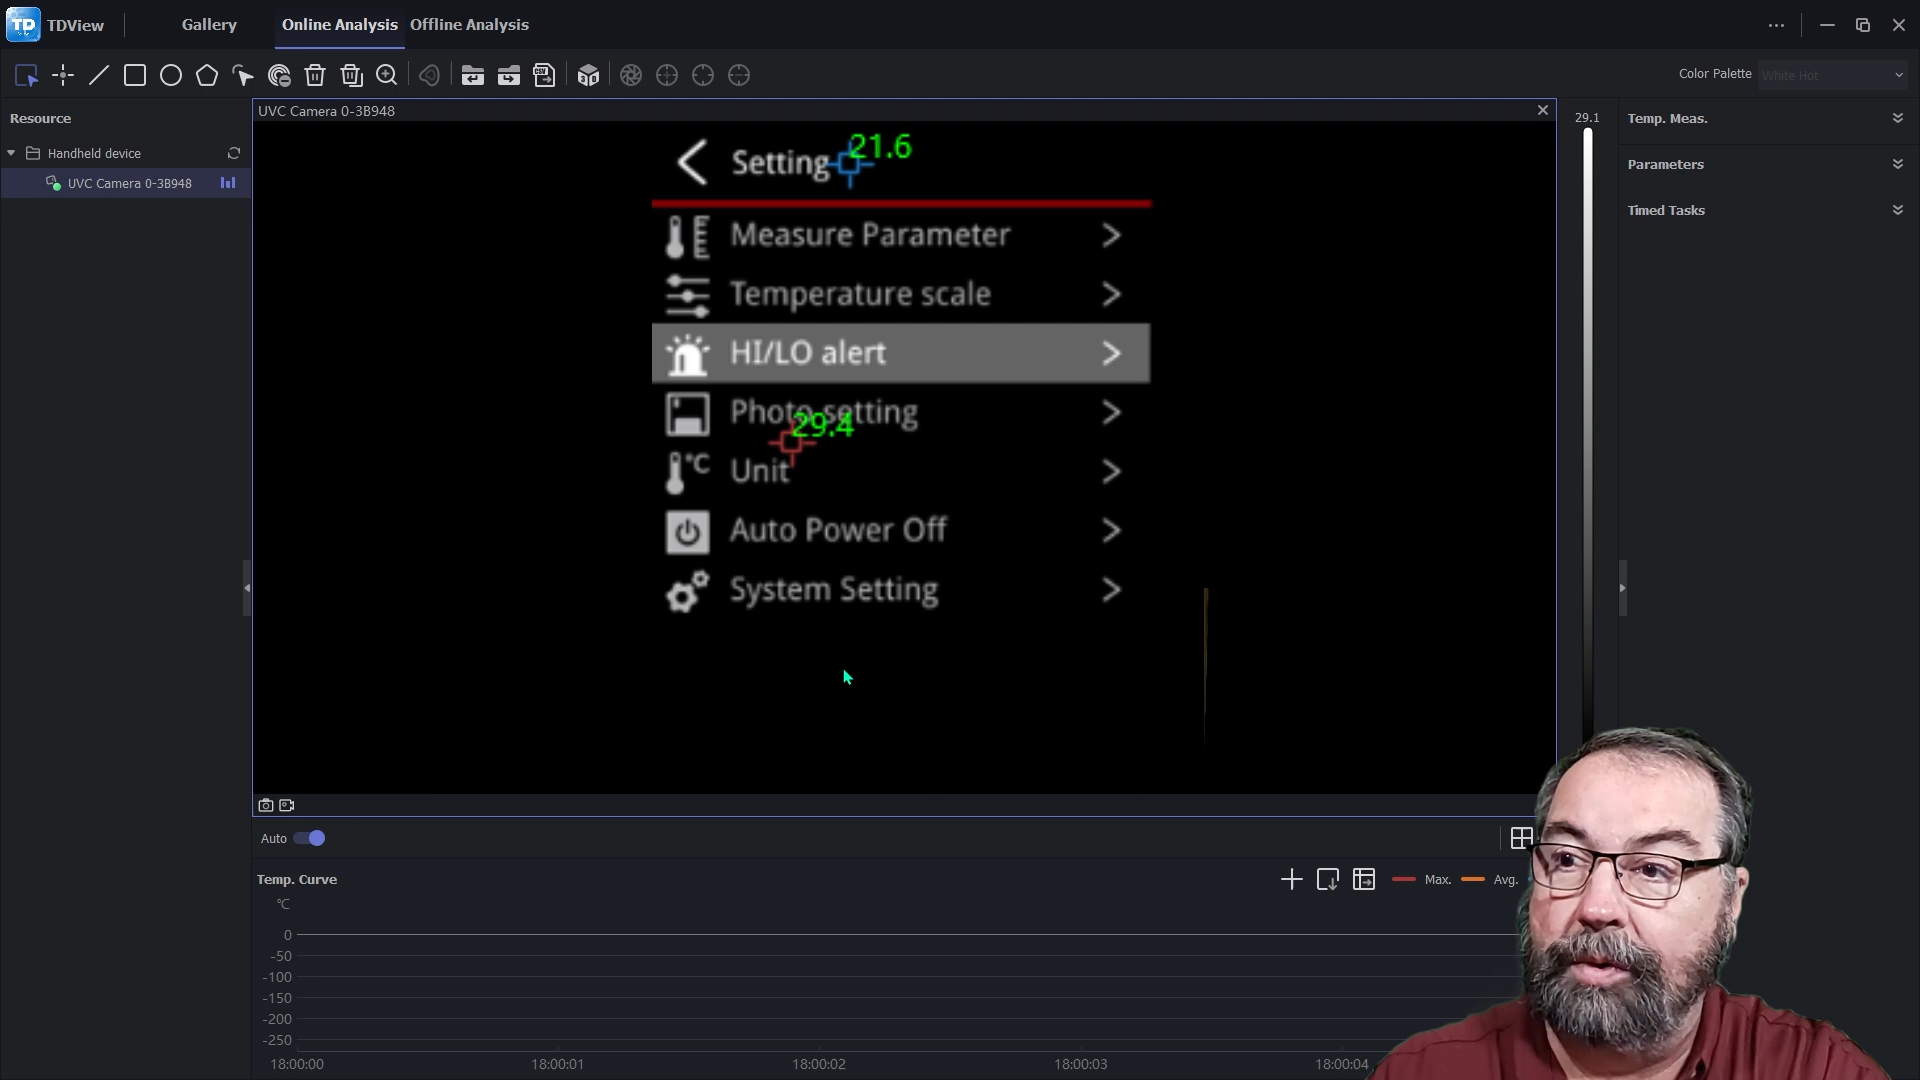 TD TDView Gallery Online Analysis Offline Analysis
CSV 3D Color Palette White Hot
Resource UVC Camera 0-3B948 29.1 Temp. Meas.
Handheld device
UVC Camera 0-3B948
Parameters
Timed Tasks
Setting 21.6
Measure Parameter
Temperature scale
HI/LO alert
Photo setting
29.4
°C Unit
Auto Power Off
System Setting
Auto
Temp. Curve Max. Avg.
°C
0
-50
-100
-150
-200
-250
18:00:00 18:00:01 18:00:02 18:00:03 18:00:04